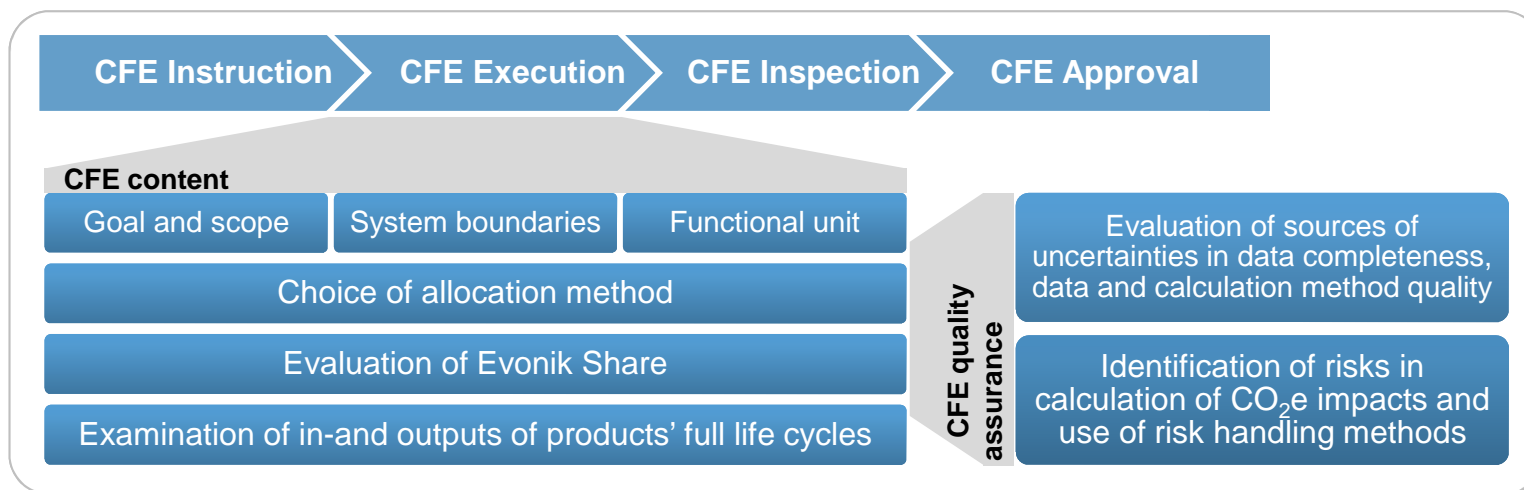 CFE Instruction
CFE Execution
CFE Inspection
CFE Approval
CFE content
Goal and scope
System boundaries
Functional unit
Choice of allocation method
Evaluation of Evonik Share
Examination of in-and outputs of products’ full life cycles
CFE quality
assurance
Evaluation of sources of
uncertainties in data completeness,
data and calculation method quality
Identification of risks in
calculation of CO₂e impacts and
use of risk handling methods